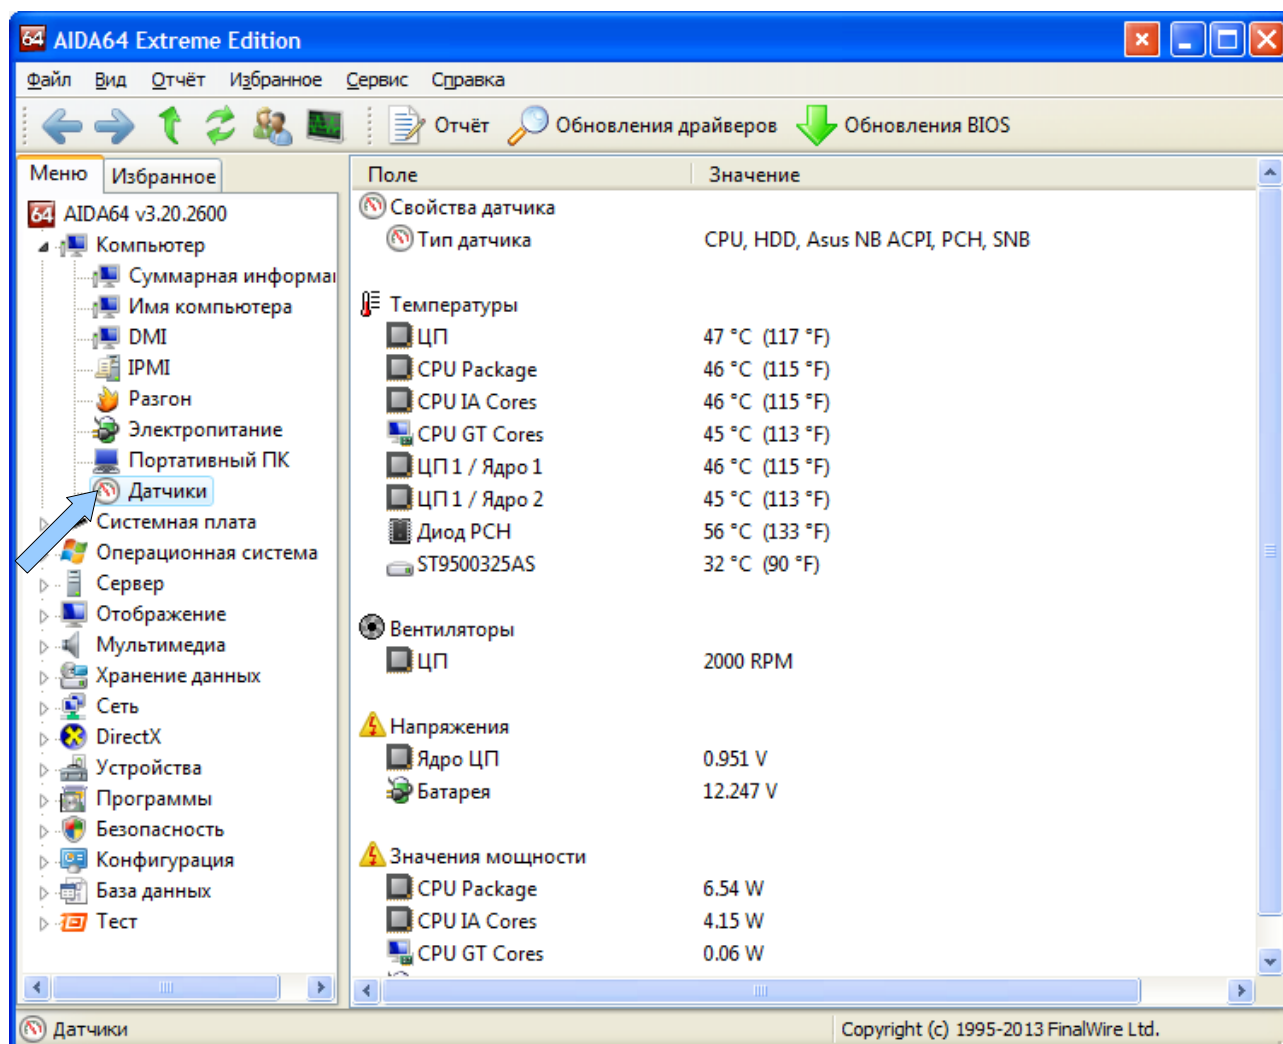 AIDA64 Extreme Edition
Файл Вид Отчёт Избранное Сервис Справка
Отчёт Обновления драйверов Обновления BIOS
Меню Избранное
AIDA64 v3.20.2600
Компьютер
Суммарная информа
Имя компьютера
DMI
IPMI
Разгон
Электропитание
Портативный ПК
Датчики
Системная плата
Операционная система
Сервер
Отображение
Мультимедиа
Хранение данных
Сеть
DirectX
Устройства
Программы
Безопасность
Конфигурация
База данных
Тест
Поле Значение
Свойства датчика
Тип датчика CPU, HDD, Asus NB ACPI, PCH, SNB
Температуры
ЦП 47 °C (117 °F)
CPU Package 46 °C (115 °F)
CPU IA Cores 46 °C (115 °F)
CPU GT Cores 45 °C (113 °F)
ЦП 1 / Ядро 1 46 °C (115 °F)
ЦП 1 / Ядро 2 45 °C (113 °F)
Диод PCH 56 °C (133 °F)
ST9500325AS 32 °C (90 °F)
Вентиляторы
ЦП 2000 RPM
Напряжения
Ядро ЦП 0.951 V
Батарея 12.247 V
Значения мощности
CPU Package 6.54 W
CPU IA Cores 4.15 W
CPU GT Cores 0.06 W
Датчики Copyright (c) 1995-2013 FinalWire Ltd.